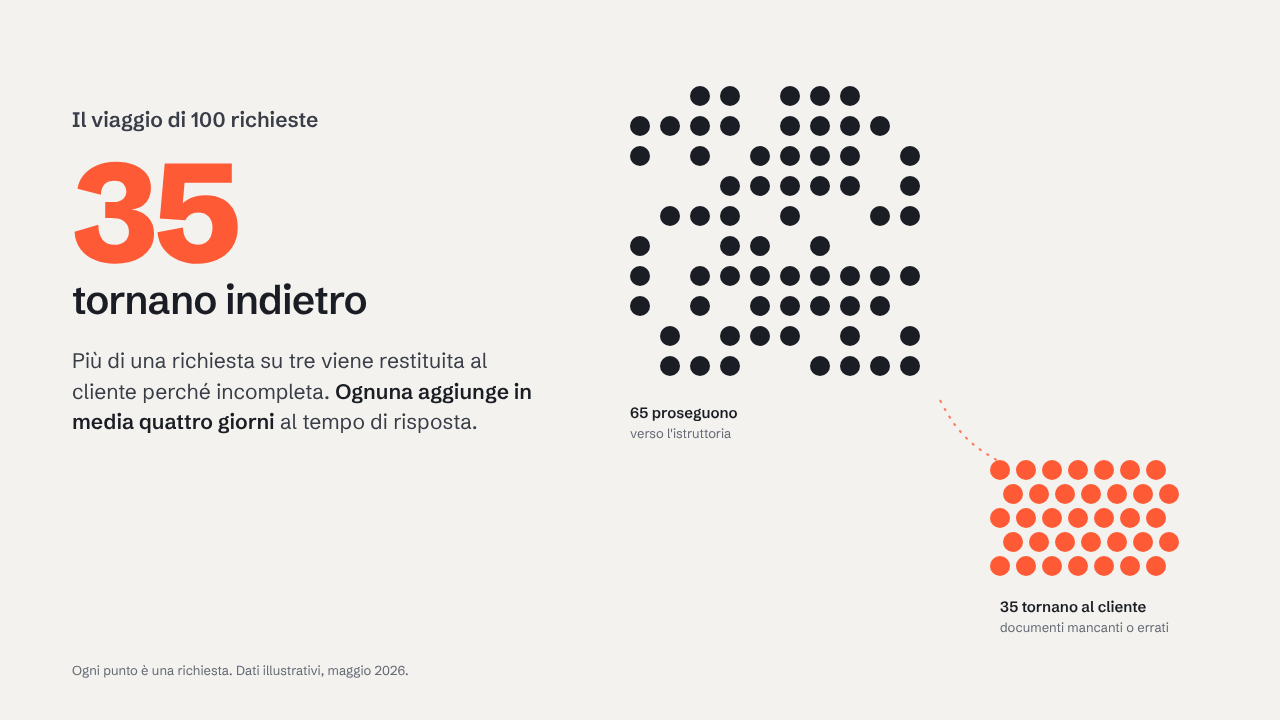 Il viaggio di 100 richieste
35
tornano indietro
Più di una richiesta su tre viene restituita al
cliente perché incompleta. Ognuna aggiunge in
media quattro giorni al tempo di risposta.
65 proseguono
verso l'istruttoria
35 tornano al cliente
documenti mancanti o errati
Ogni punto è una richiesta. Dati illustrativi, maggio 2026.